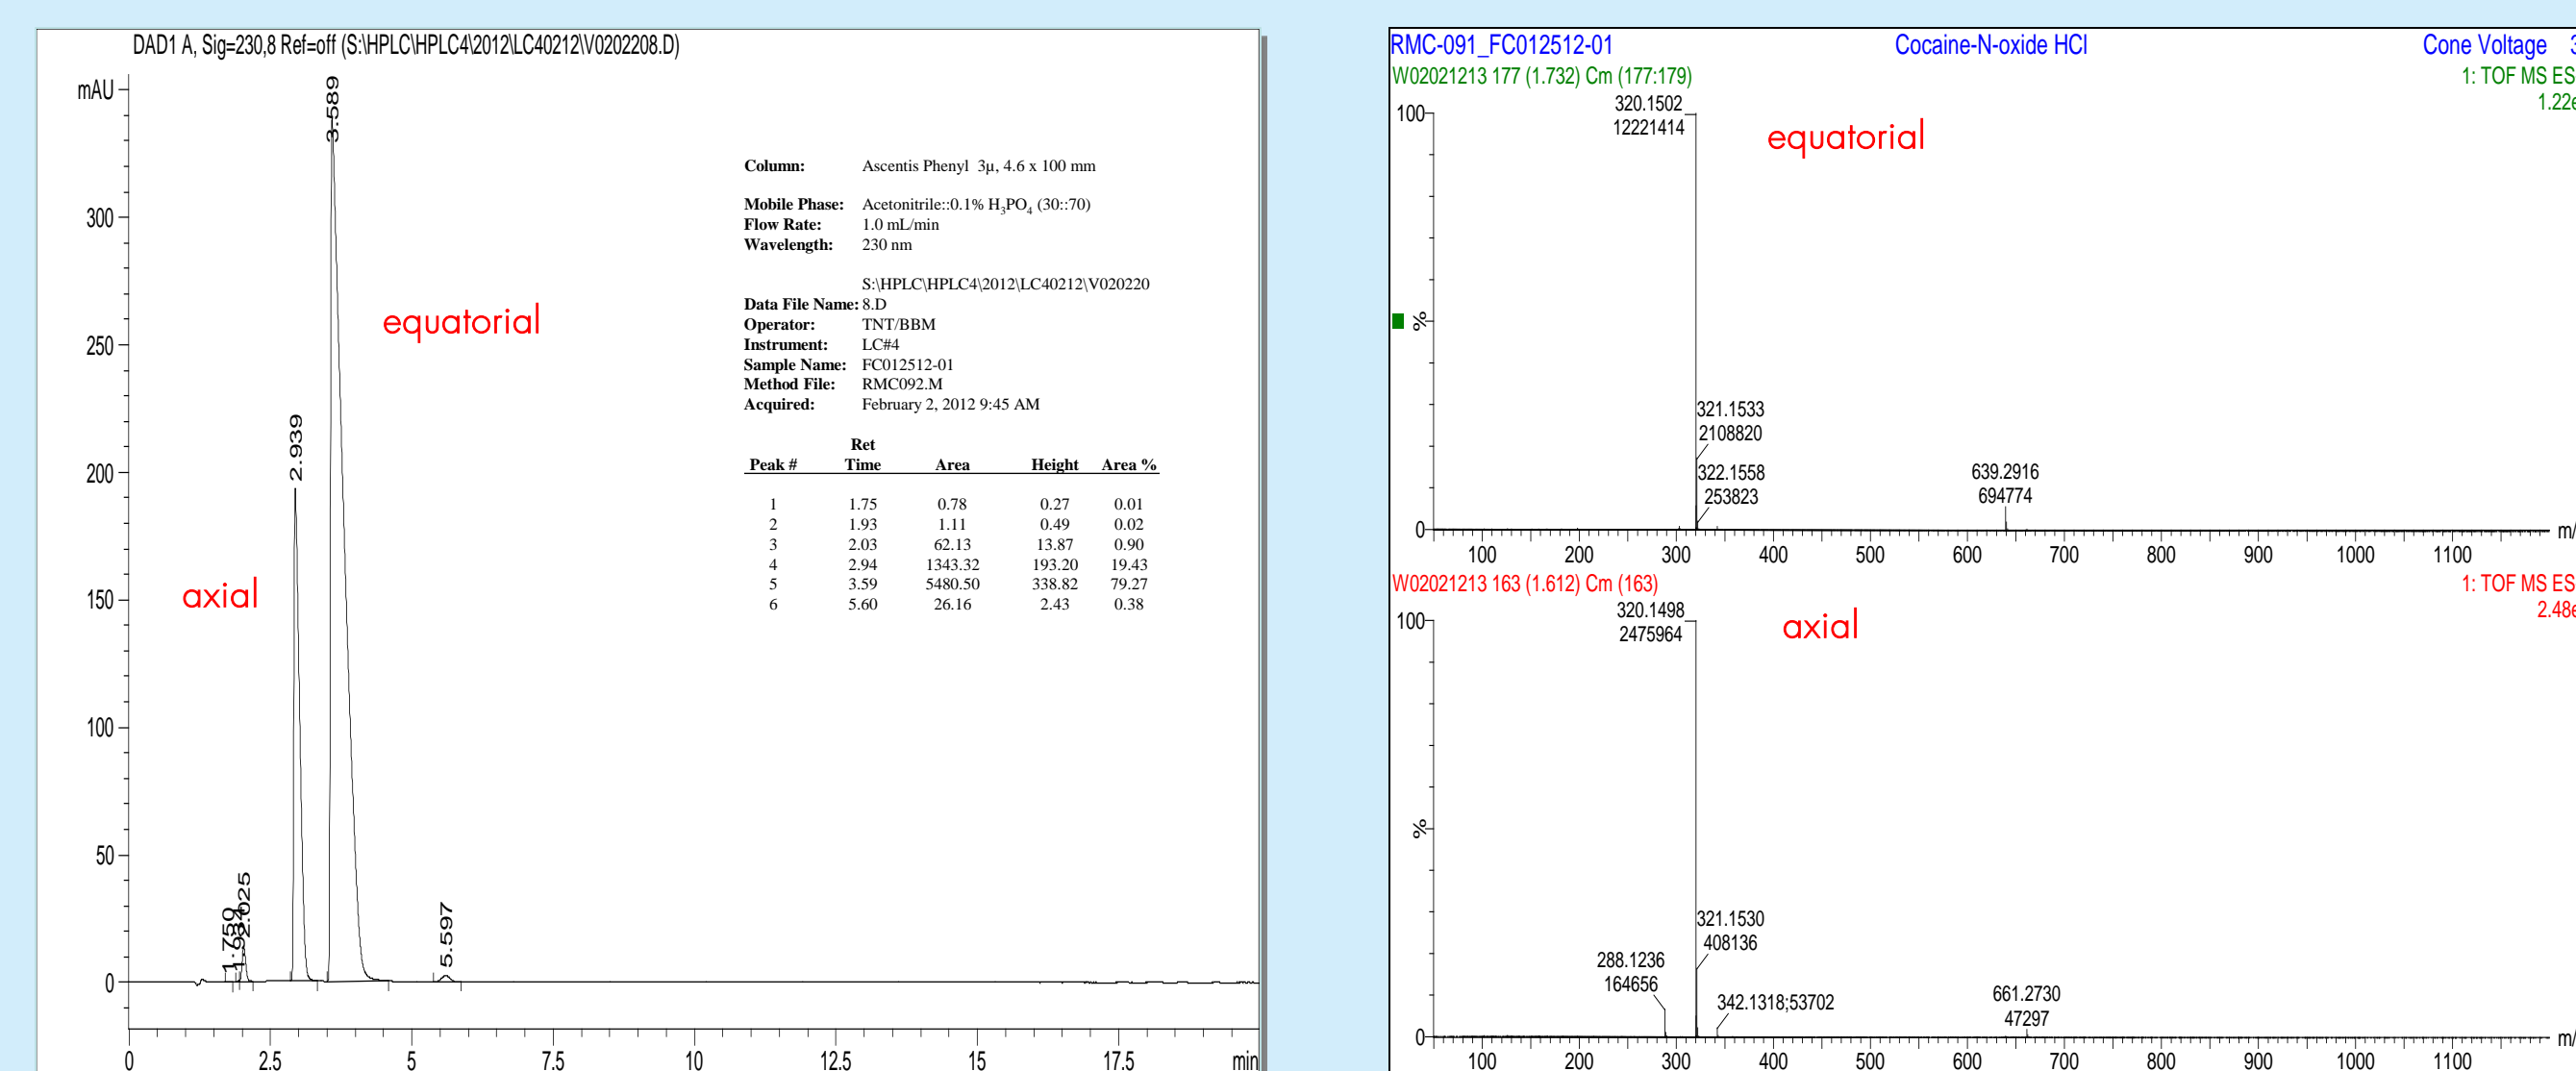 DAD1 A, Sig=230,8 Ref=off (S:\HPLC\HPLC4\2012\LC40212\V0202208.D)
mAU
300
250
200
150
100
50
0
0 2.5 5 7.5 10 12.5 15 17.5 min
1.750
1.934
2.025
2.939
3.589
5.597
axial
equatorial
Column: Ascentis Phenyl 3µ, 4.6 x 100 mm
Mobile Phase: Acetonitrile::0.1% H₃PO₄ (30::70)
Flow Rate: 1.0 mL/min
Wavelength: 230 nm
S:\HPLC\HPLC4\2012\LC40212\V020220
Data File Name: 8.D
Operator: TNT/BBM
Instrument: LC#4
Sample Name: FC012512-01
Method File: RMC092.M
Acquired: February 2, 2012 9:45 AM
Ret
Peak # Time Area Height Area %
1 1.75 0.78 0.27 0.01
2 1.93 1.11 0.49 0.02
3 2.03 62.13 13.87 0.90
4 2.94 1343.32 193.20 19.43
5 3.59 5480.50 338.82 79.27
6 5.60 26.16 2.43 0.38
RMC-091_FC012512-01 Cocaine-N-oxide HCl Cone Voltage 3
W02021213 177 (1.732) Cm (177:179) 1: TOF MS ES
1.22e
100
%
0
320.1502
12221414
equatorial
321.1533
2108820
322.1558
253823
639.2916
694774
m/
100 200 300 400 500 600 700 800 900 1000 1100
W02021213 163 (1.612) Cm (163) 1: TOF MS ES
2.48e
100
%
0
320.1498
2475964
axial
321.1530
408136
288.1236
164656
342.1318;53702
661.2730
47297
m/
100 200 300 400 500 600 700 800 900 1000 1100